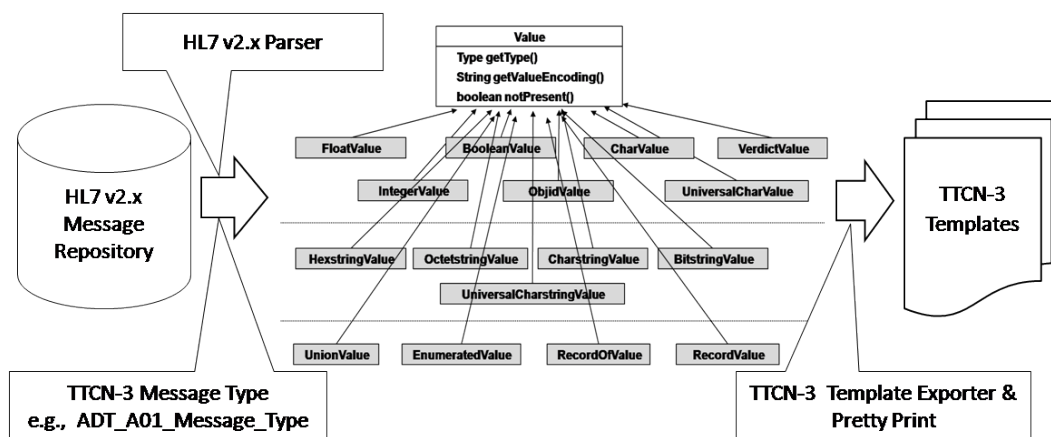 HL7 v2.x Parser
Value
Type getType()
String getValueEncoding()
boolean notPresent()
FloatValue
BooleanValue
CharValue
VerdictValue
IntegerValue
ObjidValue
UniversalCharValue
HL7 v2.x
Message
Repository
TTCN-3
Templates
HexstringValue
OctetstringValue
CharstringValue
BitstringValue
UniversalCharstringValue
UnionValue
EnumeratedValue
RecordOfValue
RecordValue
TTCN-3 Message Type
e.g., ADT_A01_Message_Type
TTCN-3 Template Exporter &
Pretty Print